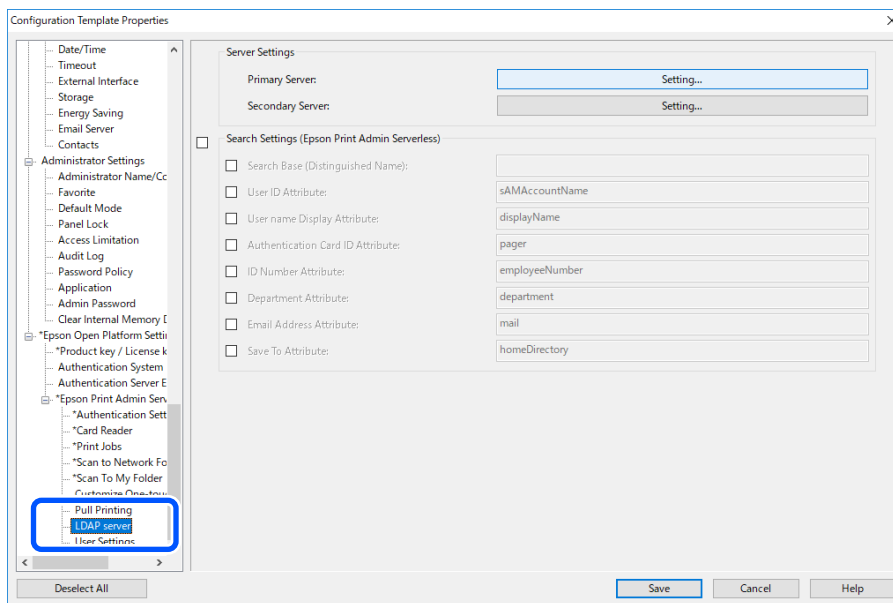 Configuration Template Properties
Date/Time
Timeout
External Interface
Storage
Energy Saving
Email Server
Contacts
Administrator Settings
Administrator Name/Co
Favorite
Default Mode
Panel Lock
Access Limitation
Audit Log
Password Policy
Application
Admin Password
Clear Internal Memory D
*Epson Open Platform Settin
*Product key / License k
Authentication System
Authentication Server E
*Epson Print Admin Serv
*Authentication Sett
*Card Reader
*Print Jobs
*Scan to Network Fo
*Scan To My Folder
Customize One-tou
Pull Printing
LDAP server
User Settings
Server Settings
Primary Server: Setting...
Secondary Server: Setting...
Search Settings (Epson Print Admin Serverless)
Search Base (Distinguished Name):
User ID Attribute: sAMAccountName
User name Display Attribute: displayName
Authentication Card ID Attribute: pager
ID Number Attribute: employeeNumber
Department Attribute: department
Email Address Attribute: mail
Save To Attribute: homeDirectory
Deselect All Save Cancel Help